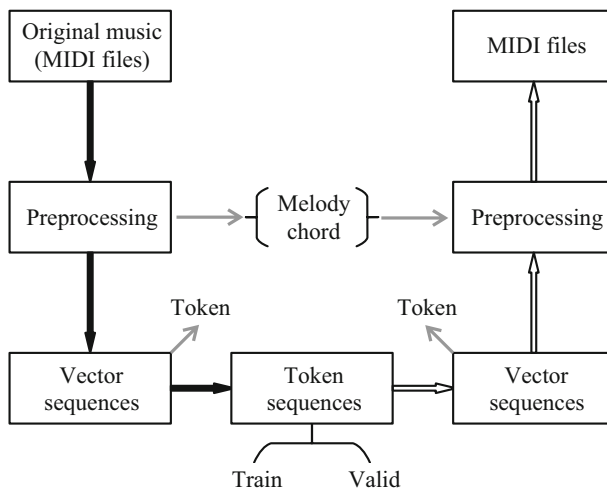 Original music
(MIDI files)
MIDI files
Preprocessing
Melody
chord
Preprocessing
Token
Token
Vector
sequences
Token
sequences
Vector
sequences
Train
Valid